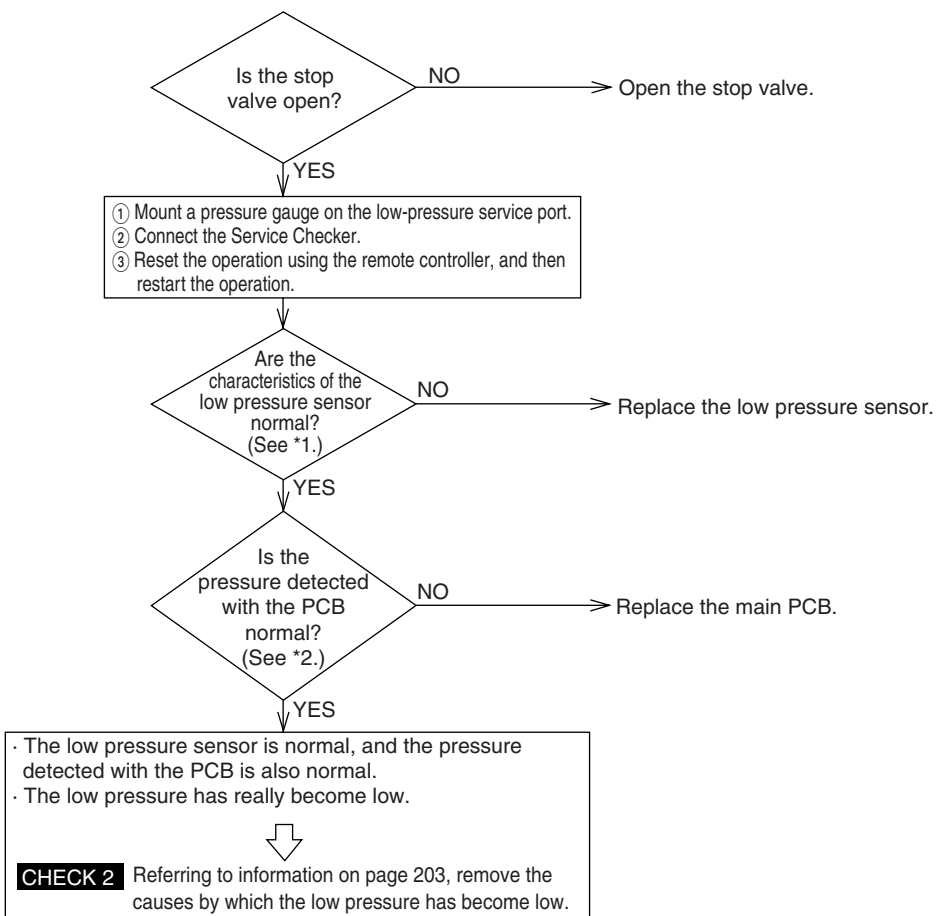 Is the stop
valve open?
NO
Open the stop valve.
YES
① Mount a pressure gauge on the low-pressure service port.
② Connect the Service Checker.
③ Reset the operation using the remote controller, and then
restart the operation.
Are the
characteristics of the
low pressure sensor
normal?
(See *1.)
NO
Replace the low pressure sensor.
YES
Is the
pressure detected
with the PCB
normal?
(See *2.)
NO
Replace the main PCB.
YES
· The low pressure sensor is normal, and the pressure
detected with the PCB is also normal.
· The low pressure has really become low.
CHECK 2 Referring to information on page 203, remove the
causes by which the low pressure has become low.